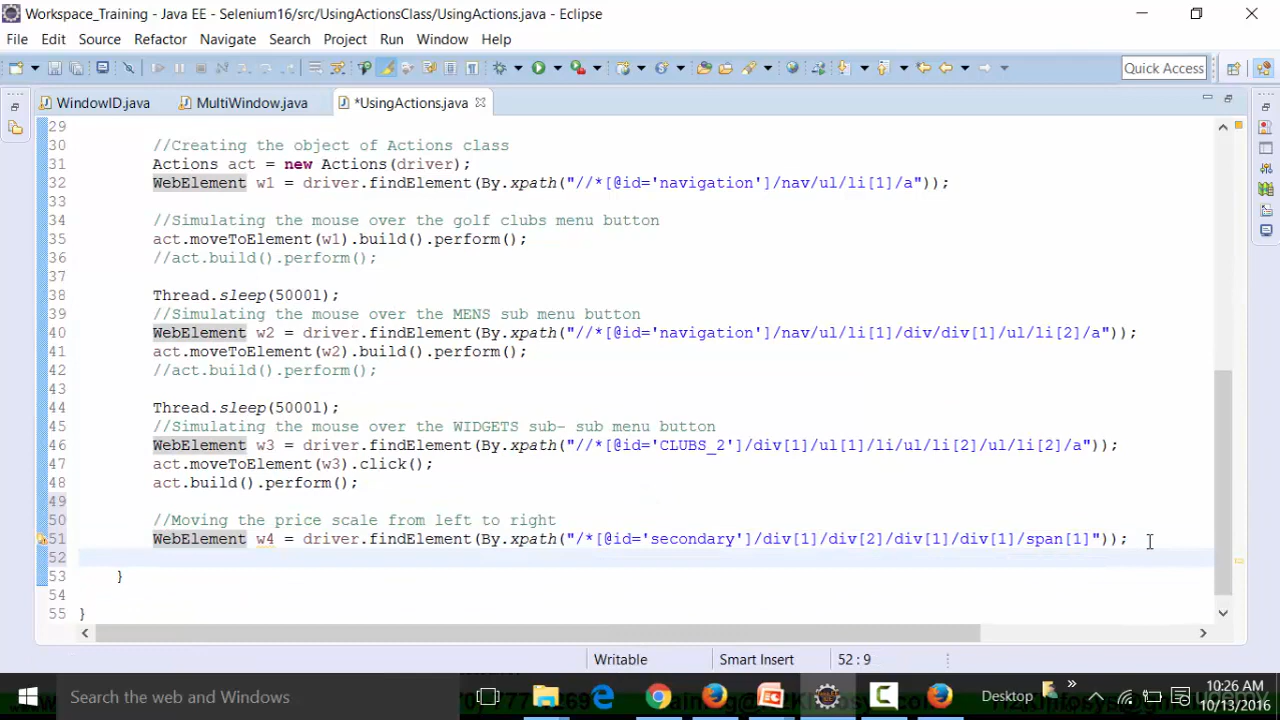 Workspace_Training - Java EE - Selenium16/src/UsingActionsClass/UsingActions.java - Eclipse
File Edit Source Refactor Navigate Search Project Run Window Help
Quick Access
WindowID.java MultiWindow.java *UsingActions.java
29
30 //Creating the object of Actions class
31 Actions act = new Actions(driver);
32 WebElement w1 = driver.findElement(By.xpath("//*[@id='navigation']/nav/ul/li[1]/a"));
33
34 //Simulating the mouse over the golf clubs menu button
35 act.moveToElement(w1).build().perform();
36 //act.build().perform();
37
38 Thread.sleep(5000l);
39 //Simulating the mouse over the MENS sub menu button
40 WebElement w2 = driver.findElement(By.xpath("//*[@id='navigation']/nav/ul/li[1]/div/div[1]/ul/li[2]/a"));
41 act.moveToElement(w2).build().perform();
42 //act.build().perform();
43
44 Thread.sleep(5000l);
45 //Simulating the mouse over the WIDGETS sub- sub menu button
46 WebElement w3 = driver.findElement(By.xpath("//*[@id='CLUBS_2']/div[1]/ul[1]/li/ul/li[2]/ul/li[2]/a"));
47 act.moveToElement(w3).click();
48 act.build().perform();
49
50 //Moving the price scale from left to right
51 WebElement w4 = driver.findElement(By.xpath("/*[@id='secondary']/div[1]/div[2]/div[1]/div[1]/span[1]"));
52
53 }
54
55 }
Writable Smart Insert 52 : 9
Search the web and Windows
Desktop
10:26 AM
10/13/2016